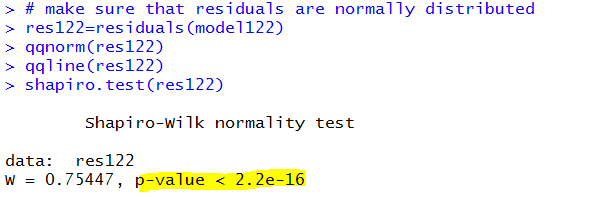 > # make sure that residuals are normally distributed
> res122=residuals(model122)
> qqnorm(res122)
> qqline(res122)
> shapiro.test(res122)
Shapiro-Wilk normality test
data:  res122
W = 0.75447, p-value < 2.2e-16